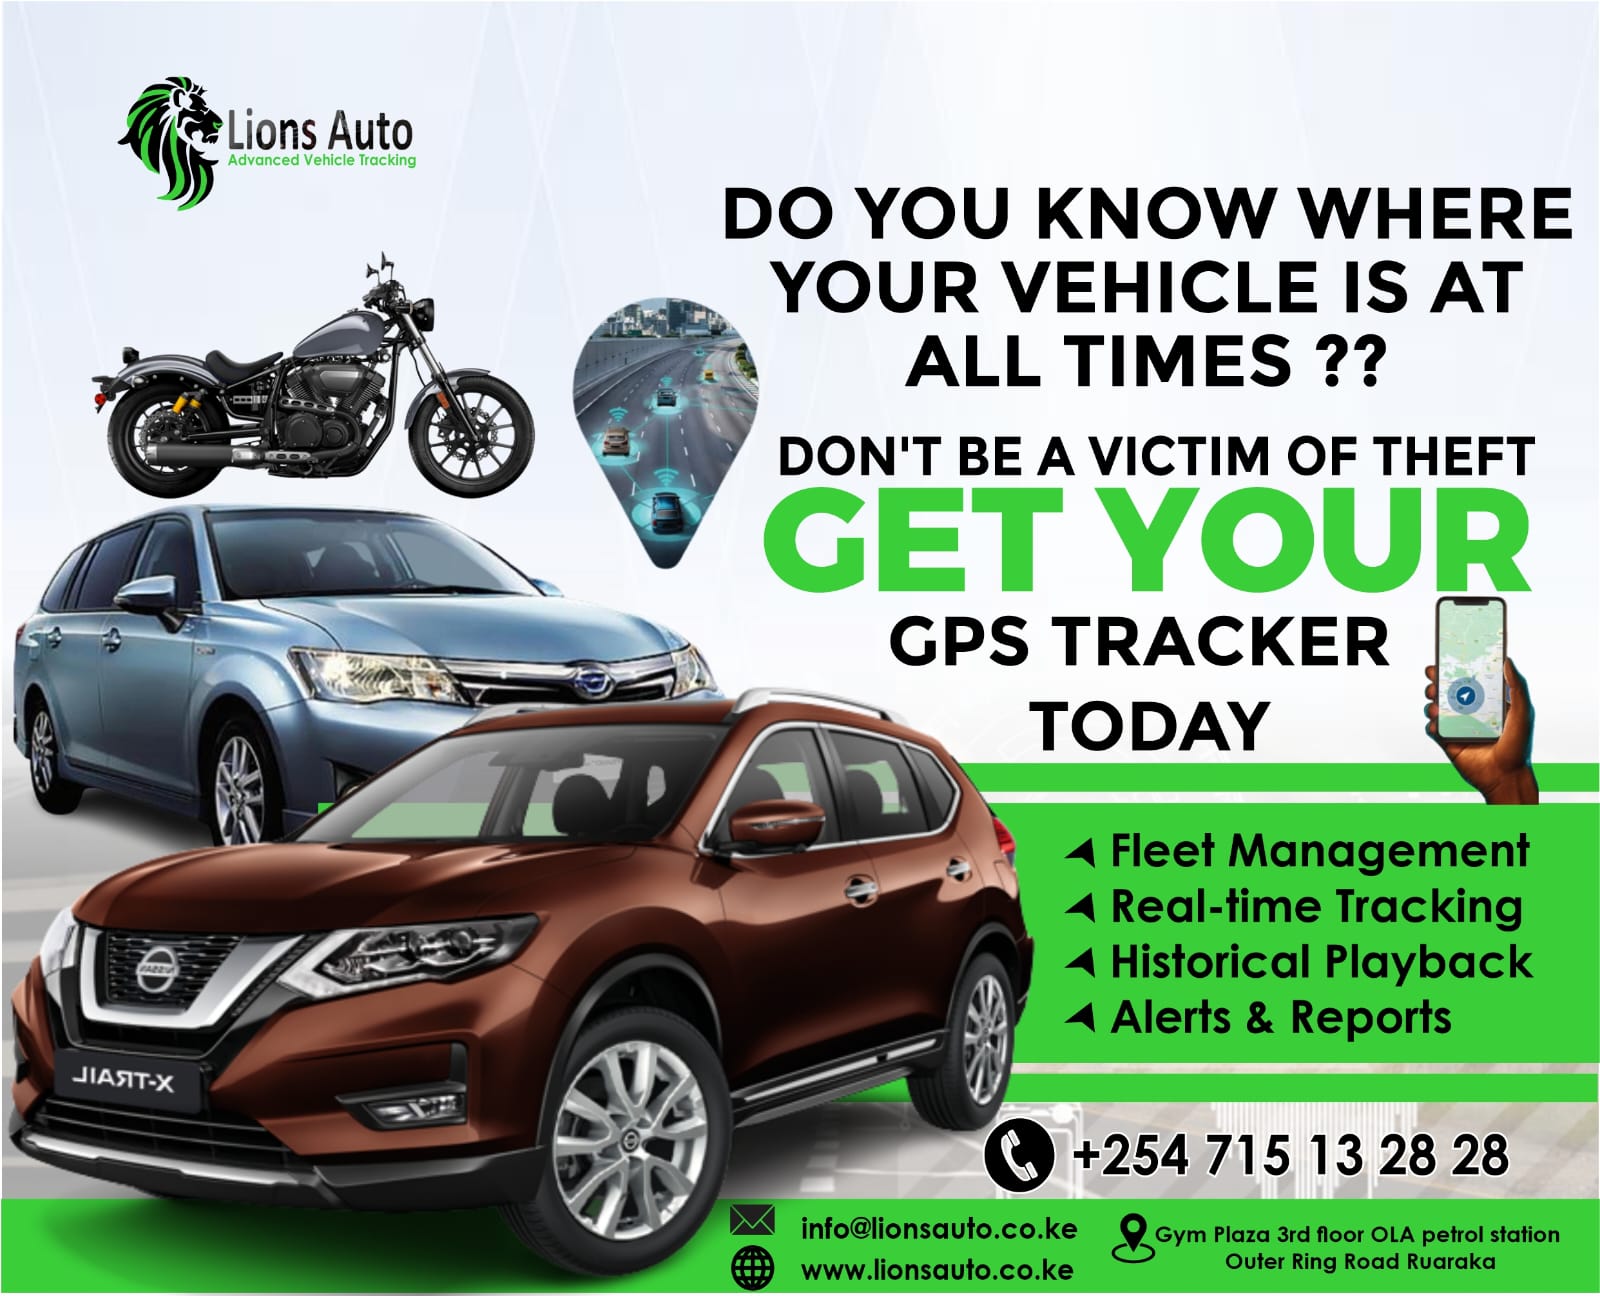 Lions Auto
Advanced Vehicle Tracking
DO YOU KNOW WHERE
YOUR VEHICLE IS AT
ALL TIMES ??
DON'T BE A VICTIM OF THEFT
GET YOUR
GPS TRACKER
TODAY
Fleet Management
Real-time Tracking
Historical Playback
Alerts & Reports
NISSAN
X-TRAIL
+254 715 13 28 28
info@lionsauto.co.ke
www.lionsauto.co.ke
Gym Plaza 3rd floor OLA petrol station
Outer Ring Road Ruaraka